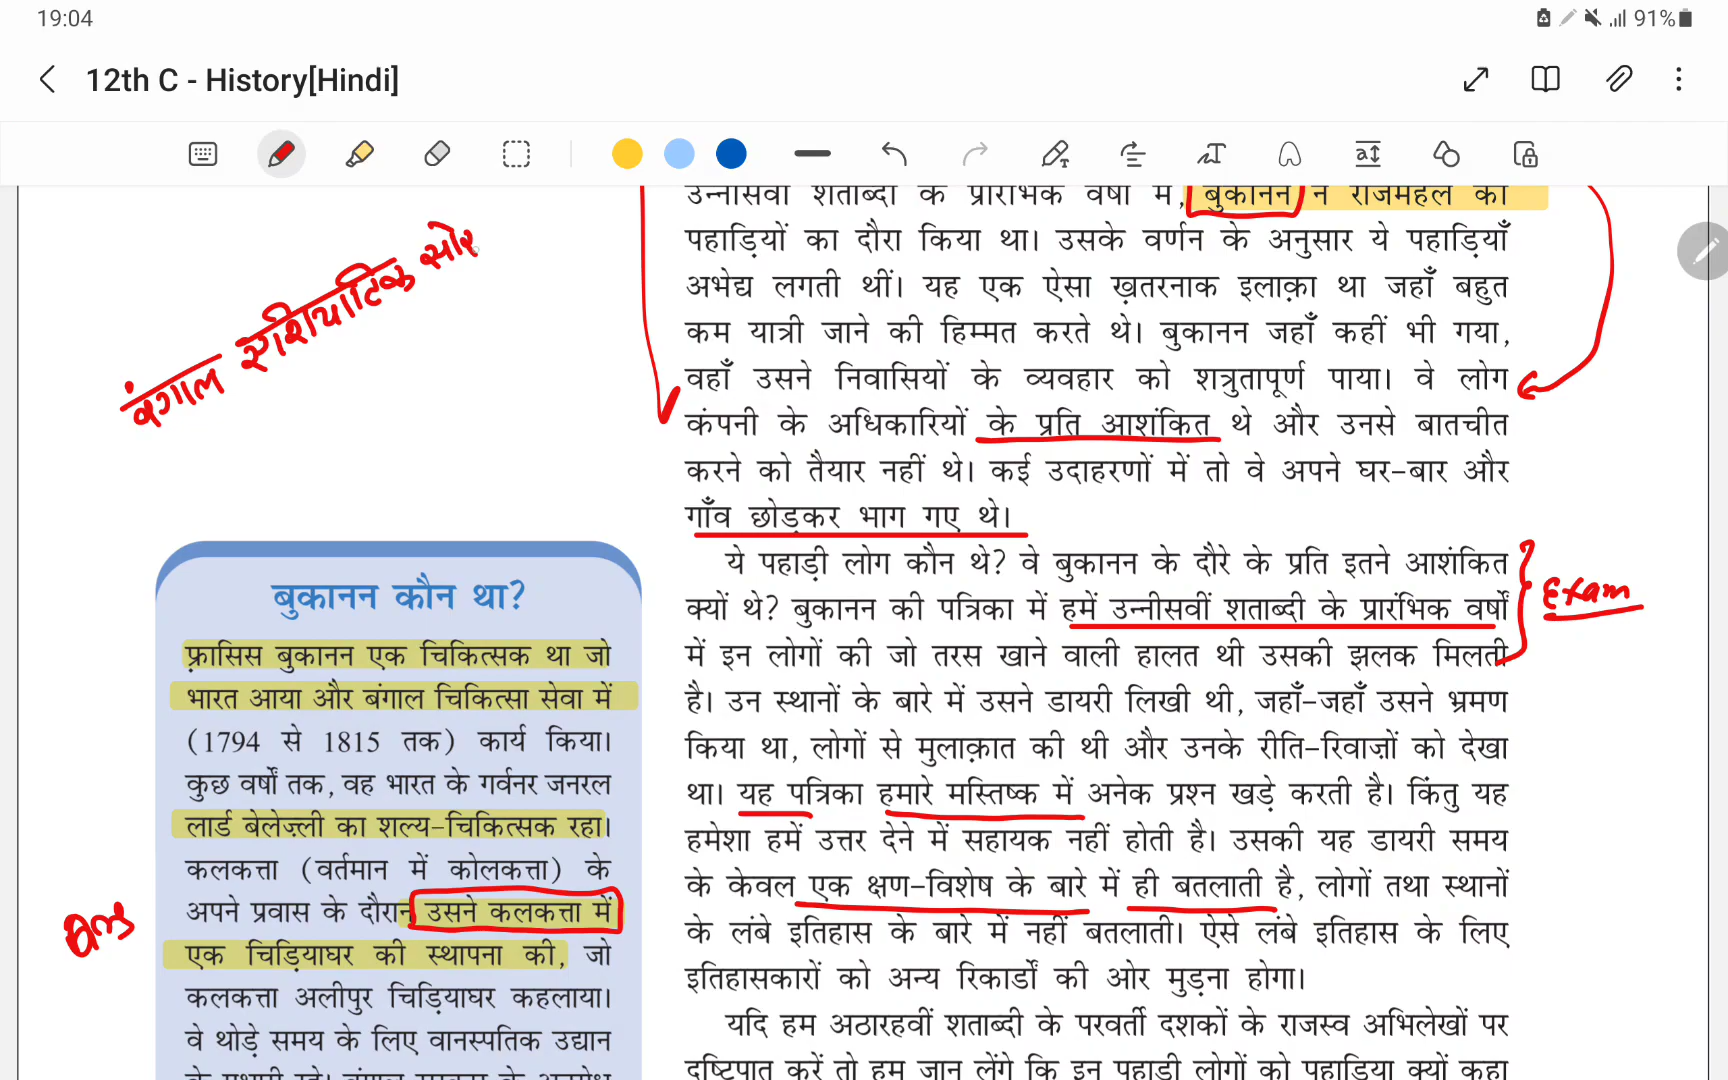 19:04
91%
12th C - History[Hindi]
उन्नीसवीं शताब्दी के प्रारंभिक वर्षों में, बुकानन ने राजमहल की
पहाड़ियों का दौरा किया था। उसके वर्णन के अनुसार ये पहाड़ियाँ
अभेद्य लगती थीं। यह एक ऐसा ख़तरनाक इलाक़ा था जहाँ बहुत
कम यात्री जाने की हिम्मत करते थे। बुकानन जहाँ कहीं भी गया,
वहाँ उसने निवासियों के व्यवहार को शत्रुतापूर्ण पाया। वे लोग
कंपनी के अधिकारियों के प्रति आशंकित थे और उनसे बातचीत
करने को तैयार नहीं थे। कई उदाहरणों में तो वे अपने घर-बार और
गाँव छोड़कर भाग गए थे।
ये पहाड़ी लोग कौन थे? वे बुकानन के दौरे के प्रति इतने आशंकित
क्यों थे? बुकानन की पत्रिका में हमें उन्नीसवीं शताब्दी के प्रारंभिक वर्षों
में इन लोगों की जो तरस खाने वाली हालत थी उसकी झलक मिलती
है। उन स्थानों के बारे में उसने डायरी लिखी थी, जहाँ-जहाँ उसने भ्रमण
किया था, लोगों से मुलाक़ात की थी और उनके रीति-रिवाज़ों को देखा
था। यह पत्रिका हमारे मस्तिष्क में अनेक प्रश्न खड़े करती है। किंतु यह
हमेशा हमें उत्तर देने में सहायक नहीं होती है। उसकी यह डायरी समय
के केवल एक क्षण-विशेष के बारे में ही बतलाती है, लोगों तथा स्थानों
के लंबे इतिहास के बारे में नहीं बतलाती। ऐसे लंबे इतिहास के लिए
इतिहासकारों को अन्य रिकार्डों की ओर मुड़ना होगा।
यदि हम अठारहवीं शताब्दी के परवर्ती दशकों के राजस्व अभिलेखों पर
दृष्टिपात करें तो हम जान लेंगे कि इन पहाड़ी लोगों को पहाड़िया क्यों कहा
Exam
बंगाल एशियाटिक सोर
बुकानन कौन था?
फ़्रांसिस बुकानन एक चिकित्सक था जो
भारत आया और बंगाल चिकित्सा सेवा में
(1794 से 1815 तक) कार्य किया।
कुछ वर्षों तक, वह भारत के गर्वनर जनरल
लार्ड वेलेज़्ली का शल्य-चिकित्सक रहा।
कलकत्ता (वर्तमान में कोलकत्ता) के
अपने प्रवास के दौरान उसने कलकत्ता में
एक चिड़ियाघर की स्थापना की, जो
कलकत्ता अलीपुर चिड़ियाघर कहलाया।
वे थोड़े समय के लिए वानस्पतिक उद्यान